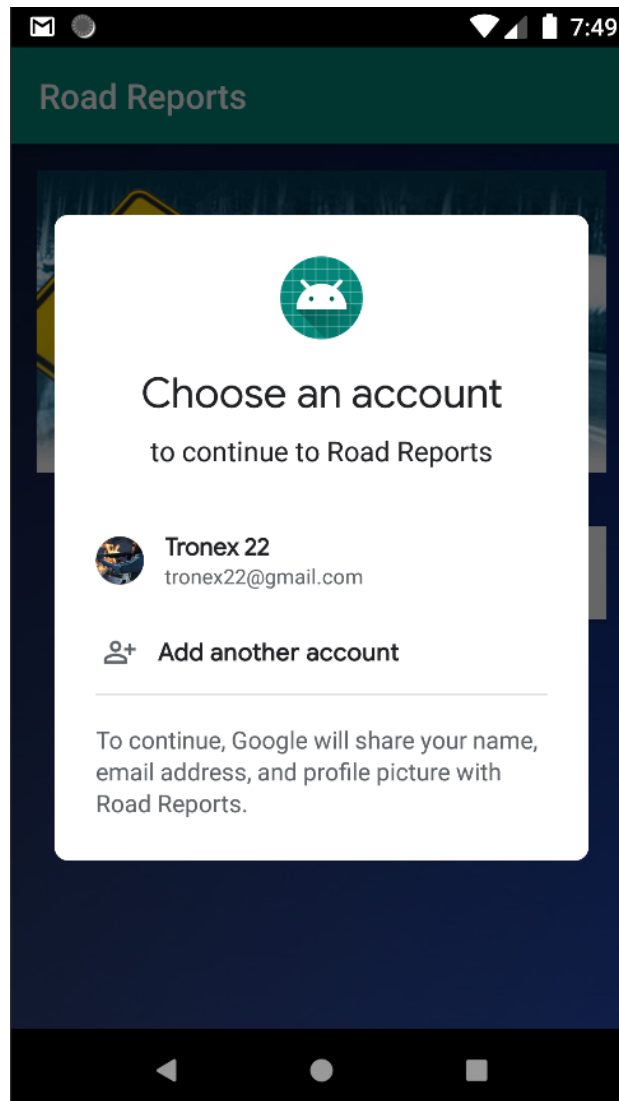 7:49
Road Reports
Choose an account
to continue to Road Reports
Tronex 22
tronex22@gmail.com
Add another account
To continue, Google will share your name,
email address, and profile picture with
Road Reports.